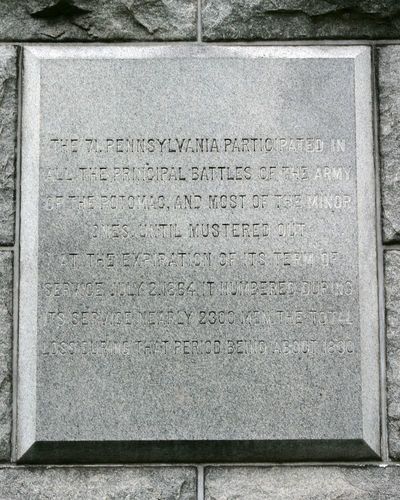 THE 71. PENNSYLVANIA PARTICIPATED IN
ALL THE PRINCIPAL BATTLES OF THE ARMY
OF THE POTOMAC, AND MOST OF THE MINOR
ONES, UNTIL MUSTERED OUT
AT THE EXPIRATION OF ITS TERM OF
SERVICE, JULY 2. 1864. IT NUMBERED DURING
ITS SERVICE, NEARLY MEN, THE TOTAL
LOSS DURING THAT PERIOD BEING ABOUT